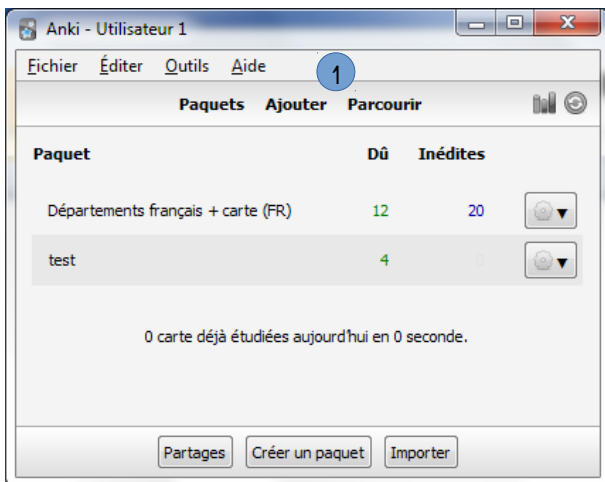 Anki - Utilisateur 1
Fichier Éditer Outils Aide
1
Paquets Ajouter Parcourir
Paquet Dû Inédites
Départements français + carte (FR) 12 20
test 4 0
0 carte déjà étudiées aujourd'hui en 0 seconde.
Partages Créer un paquet Importer